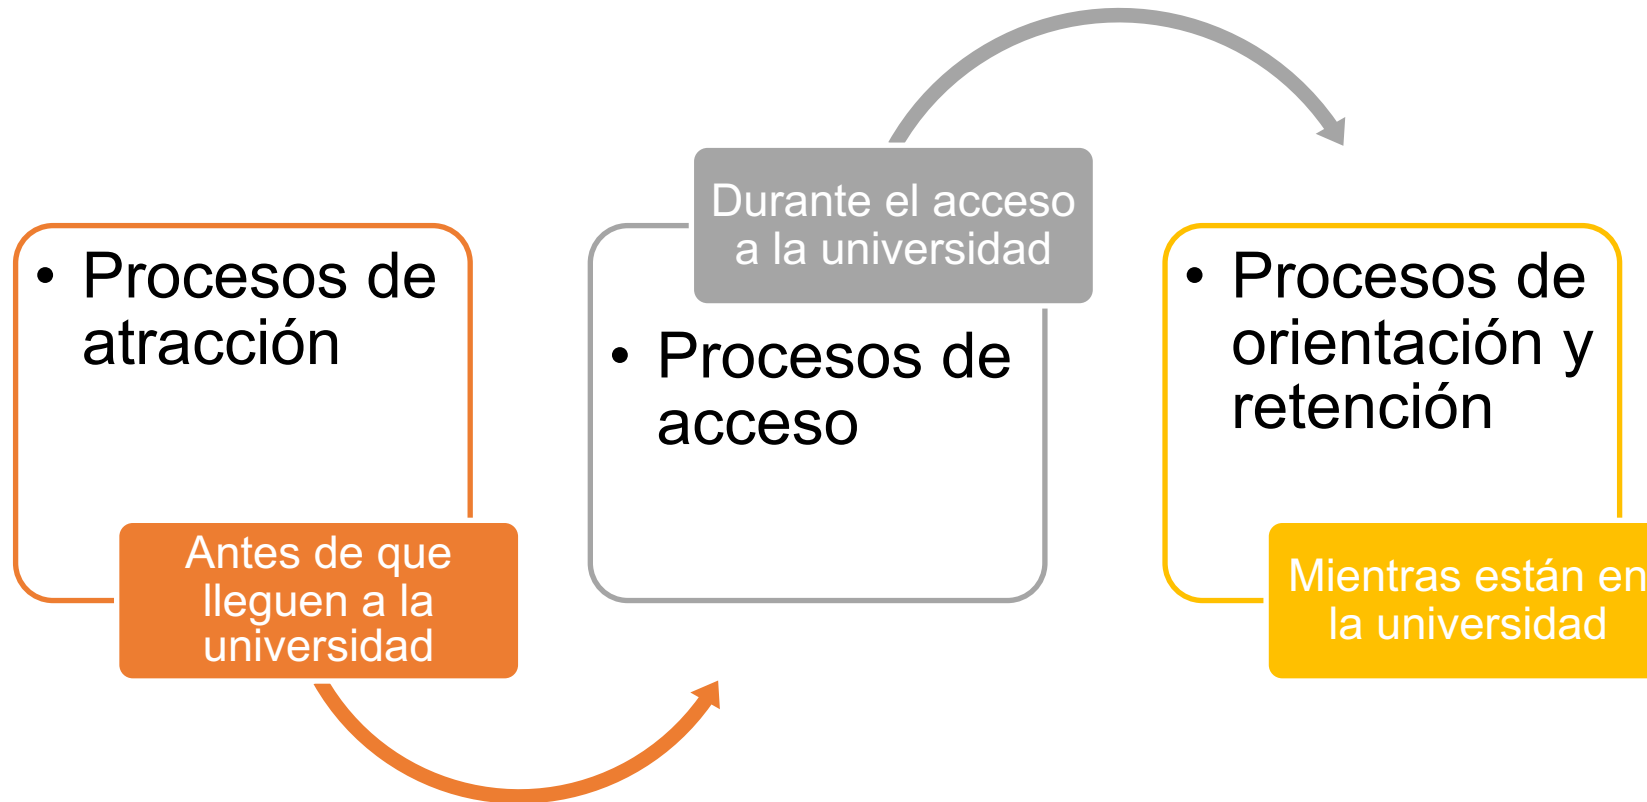 • Procesos de
atracción
Antes de que
lleguen a la
universidad
Durante el acceso
a la universidad
• Procesos de
acceso
• Procesos de
orientación y
retención
Mientras están en
la universidad